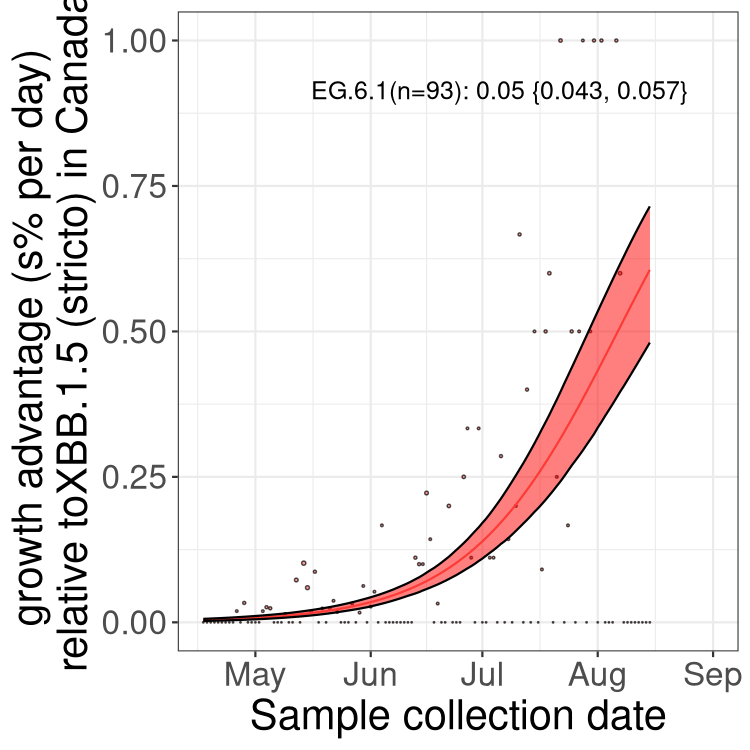 growth advantage (s% per day)
relative toXBB.1.5 (stricto) in Canada
1.00
0.75
0.50
0.25
0.00
EG.6.1(n=93): 0.05 {0.043, 0.057}
May Jun Jul Aug Sep
Sample collection date